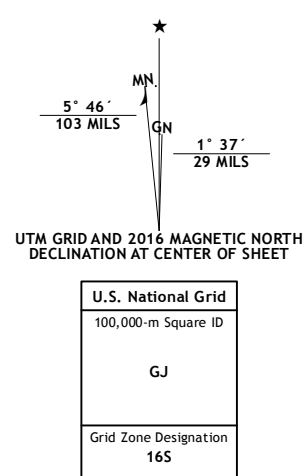 ★
MN.
5° 46´
103 MILS
GN
1° 37´
29 MILS
UTM GRID AND 2016 MAGNETIC NORTH
DECLINATION AT CENTER OF SHEET
U.S. National Grid
100,000-m Square ID
GJ
Grid Zone Designation
16S